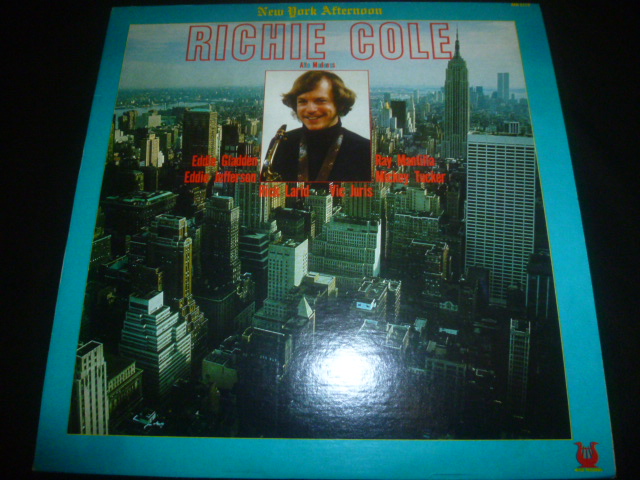 New York Afternoon
RICHIE COLE
Alto Madness
Eddie Gladden
Ray Mantilla
Eddie Jefferson
Mickey Tucker
Rick Laird
Vic Juris